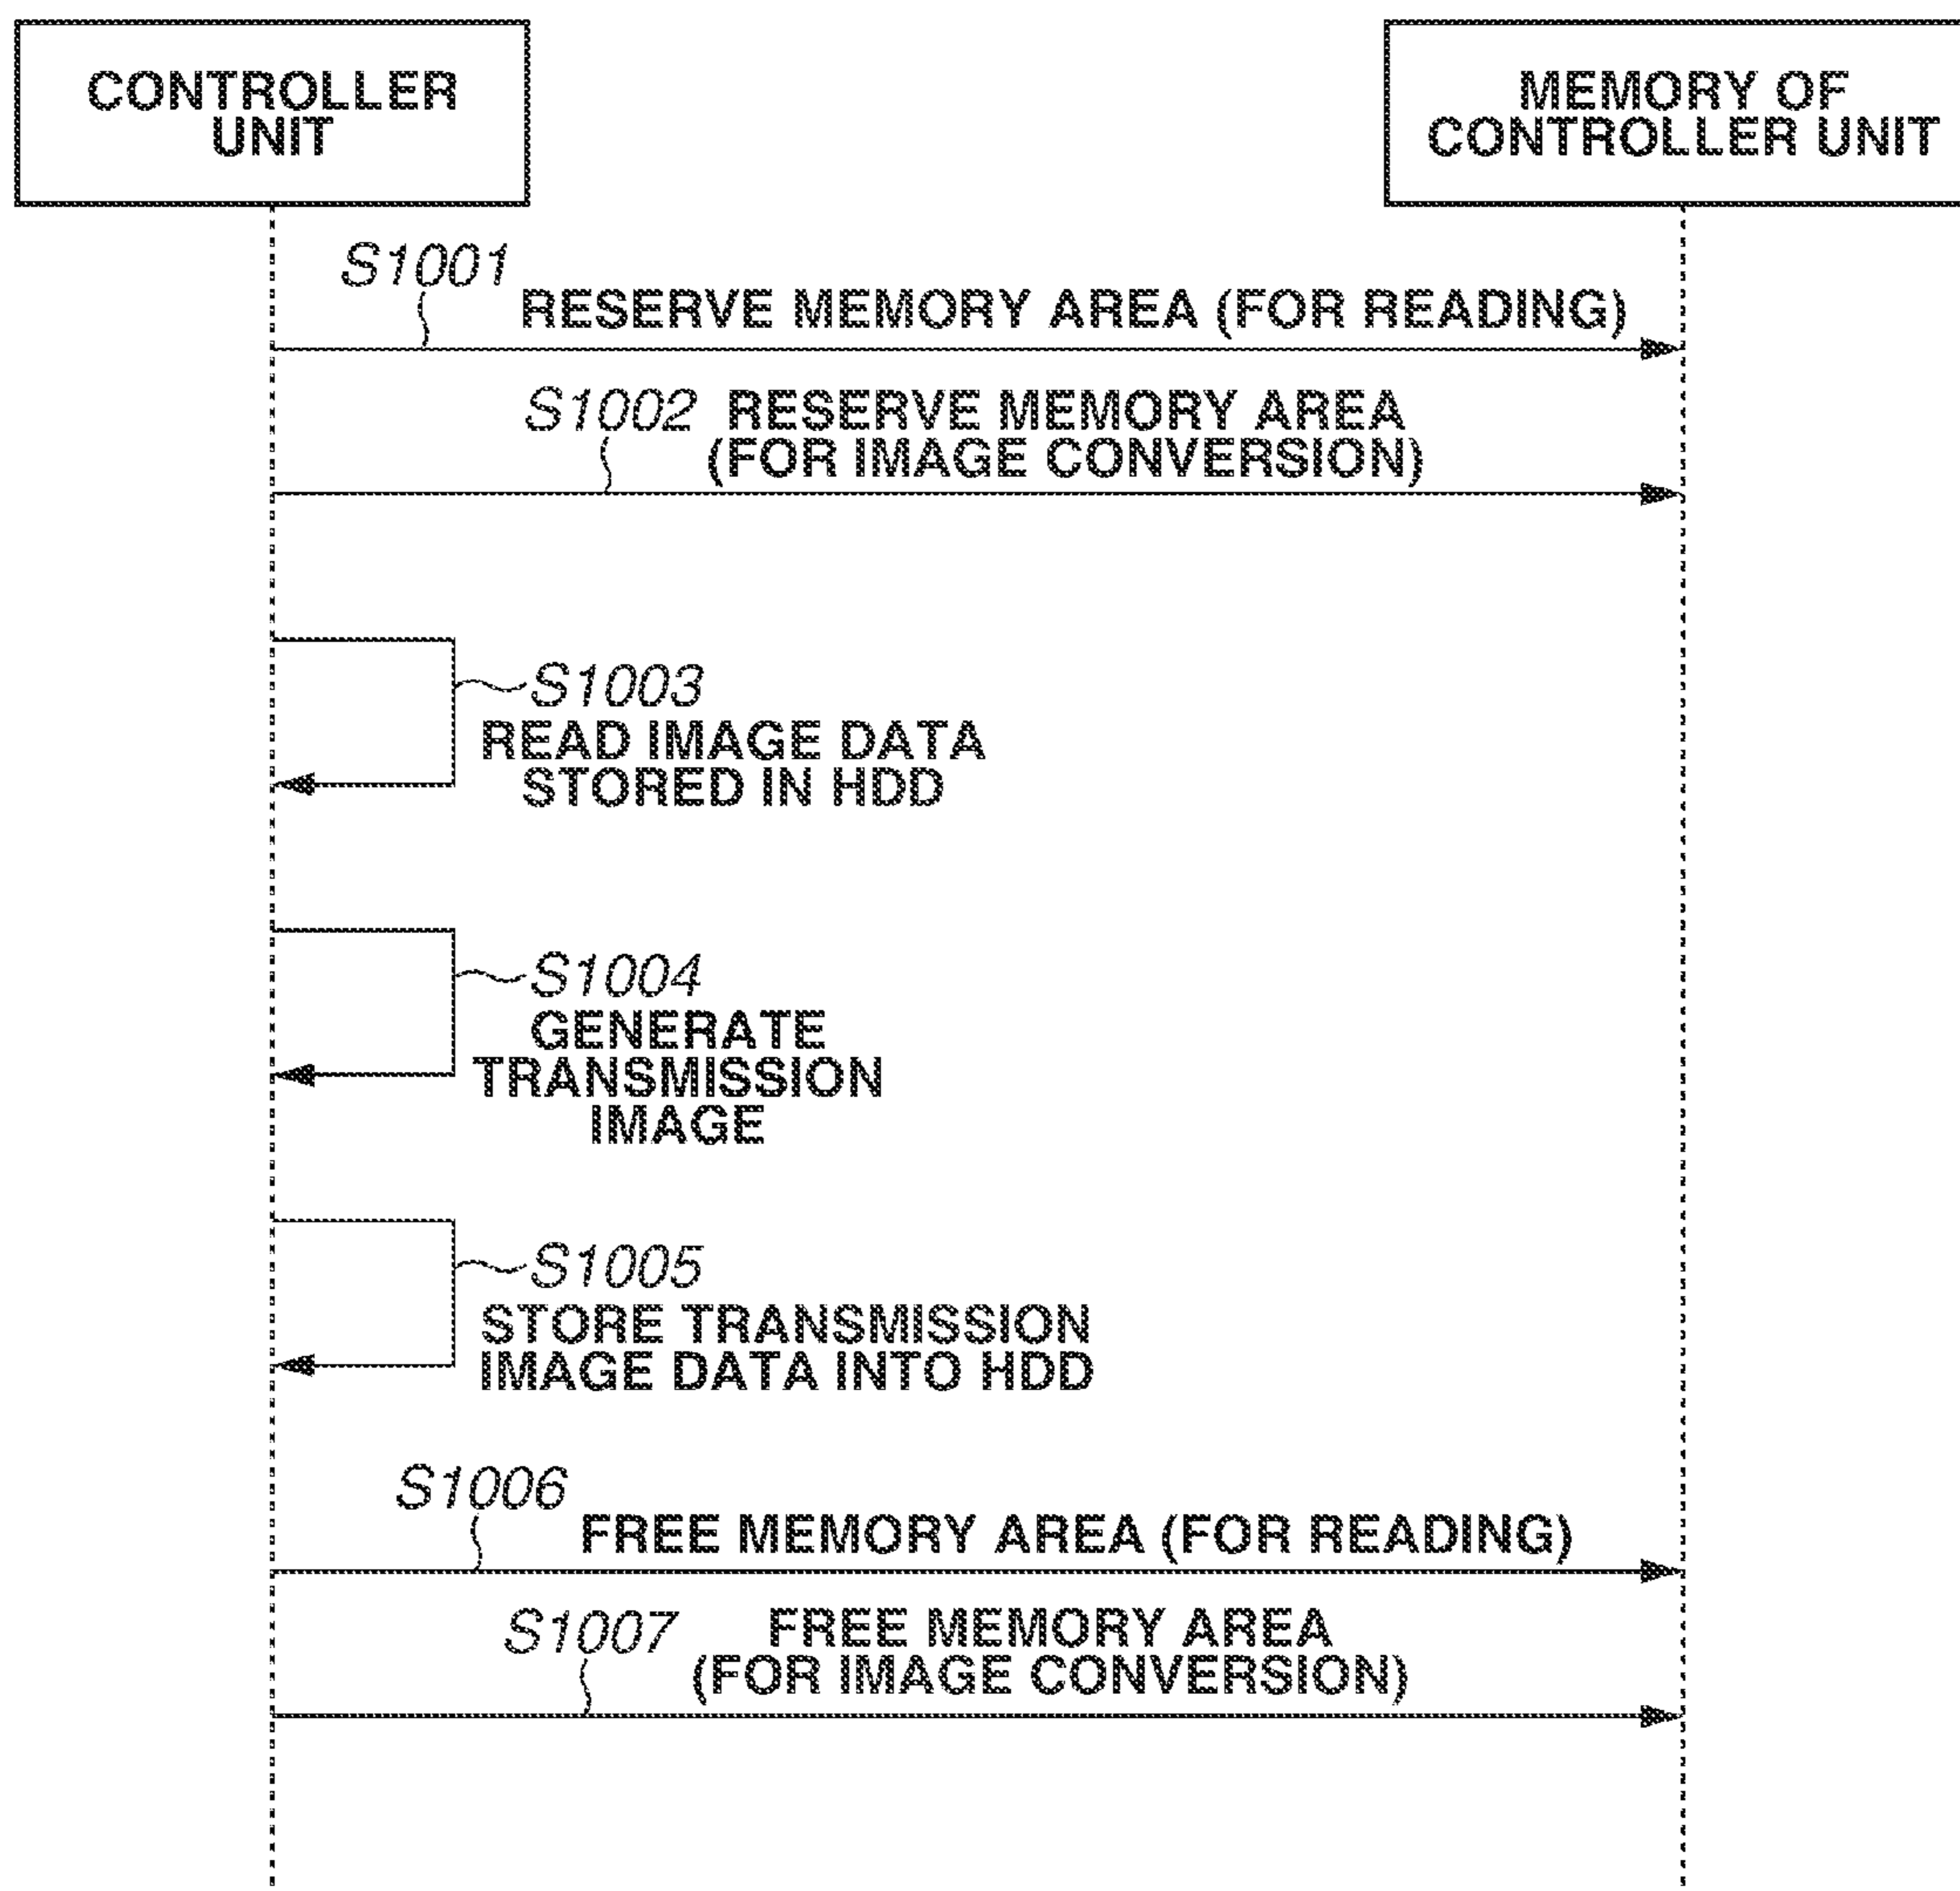 CONTROLLER
UNIT
MEMORY OF
CONTROLLER UNIT
S1001
RESERVE MEMORY AREA (FOR READING)
S1002
RESERVE MEMORY AREA
(FOR IMAGE CONVERSION)
S1003
READ IMAGE DATA
STORED IN HDD
S1004
GENERATE
TRANSMISSION
IMAGE
S1005
STORE TRANSMISSION
IMAGE DATA INTO HDD
S1006
FREE MEMORY AREA (FOR READING)
S1007
FREE MEMORY AREA
(FOR IMAGE CONVERSION)